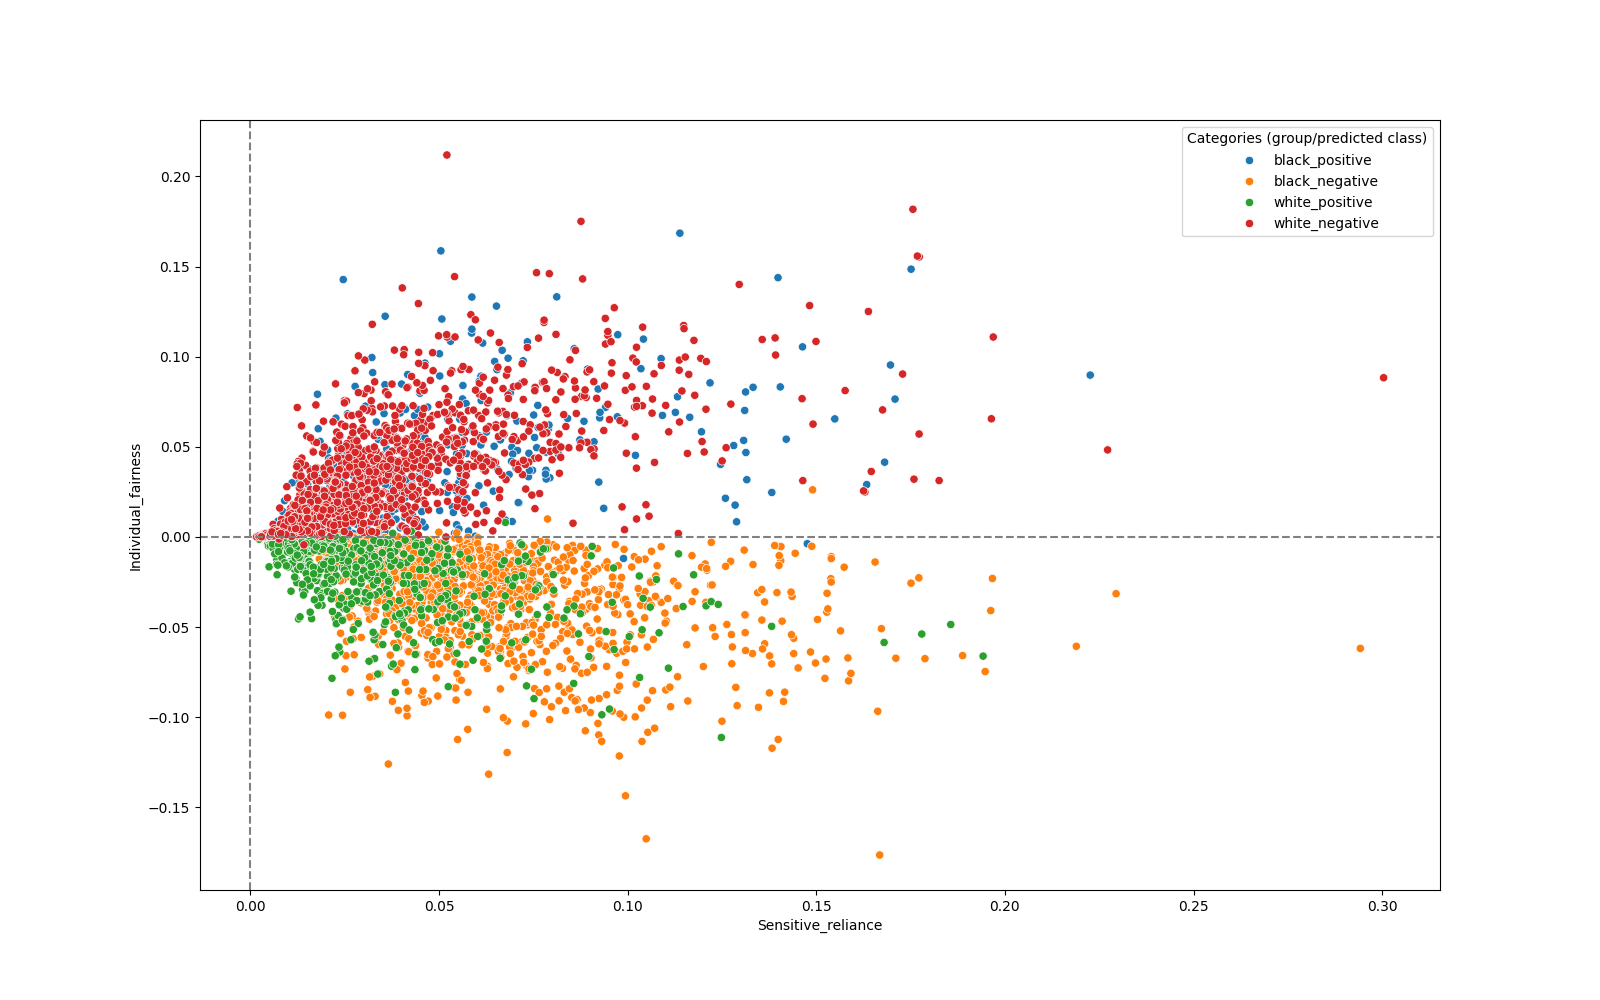 Categories (group/predicted class)
black_positive
black_negative
white_positive
white_negative
0.20
0.15
0.10
0.05
0.00
−0.05
−0.10
−0.15
Individual_fairness
0.00 0.05 0.10 0.15 0.20 0.25 0.30
Sensitive_reliance